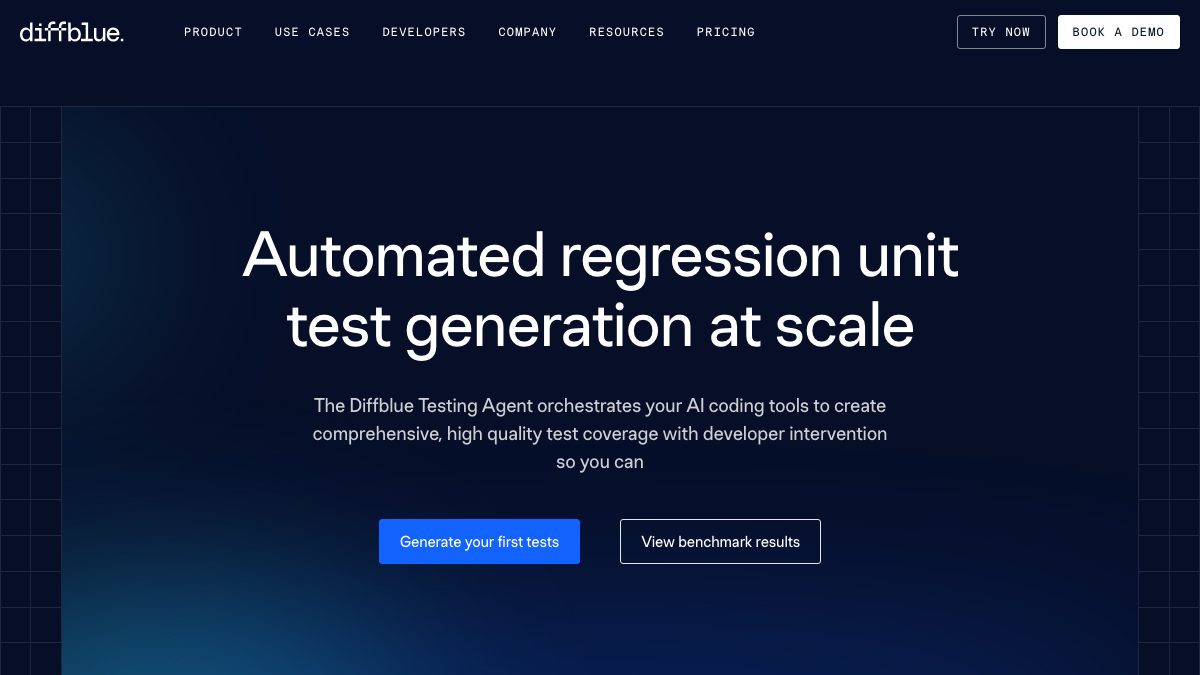 diffblue.
PRODUCT
USE CASES
DEVELOPERS
COMPANY
RESOURCES
PRICING
TRY NOW
BOOK A DEMO
Automated regression unit
test generation at scale
The Diffblue Testing Agent orchestrates your AI coding tools to create
comprehensive, high quality test coverage with developer intervention
so you can
Generate your first tests
View benchmark results